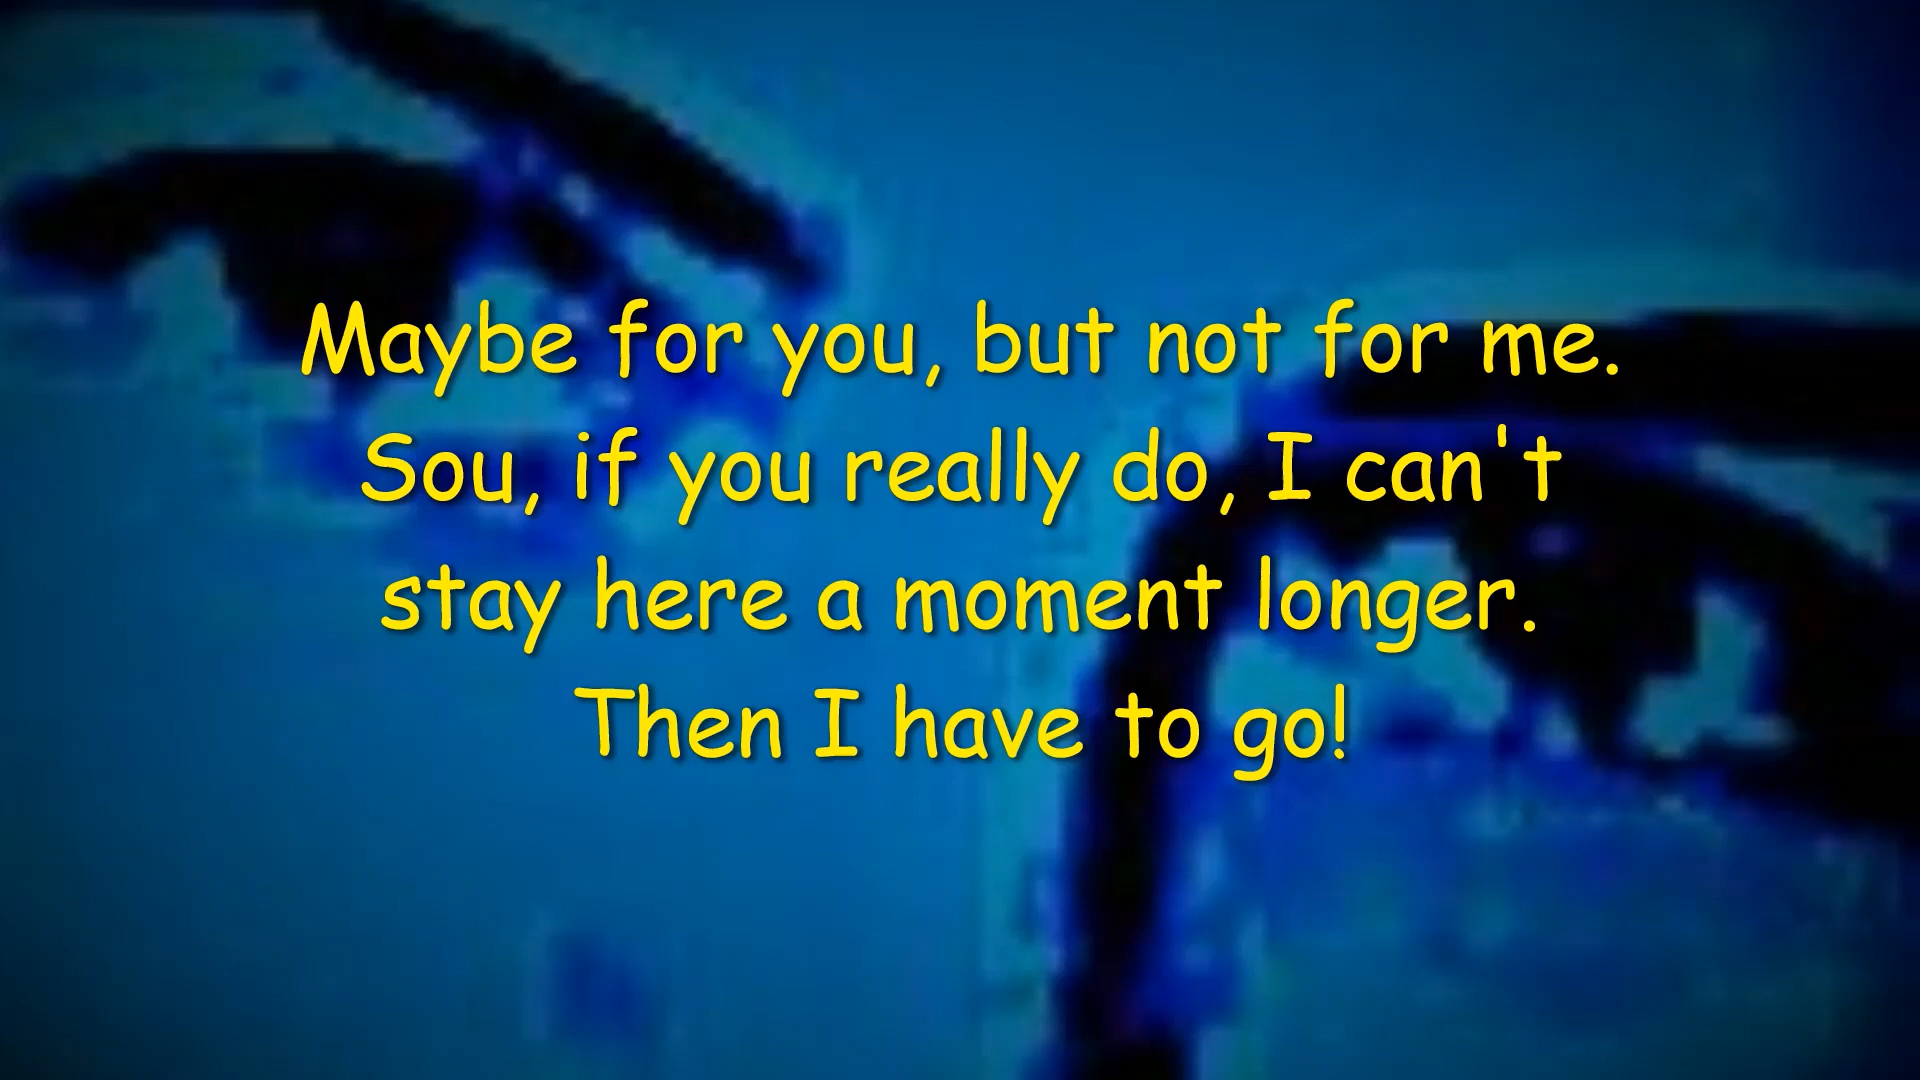 Maybe for you, but not for me.
Sou, if you really do, I can't
stay here a moment longer.
Then I have to go!